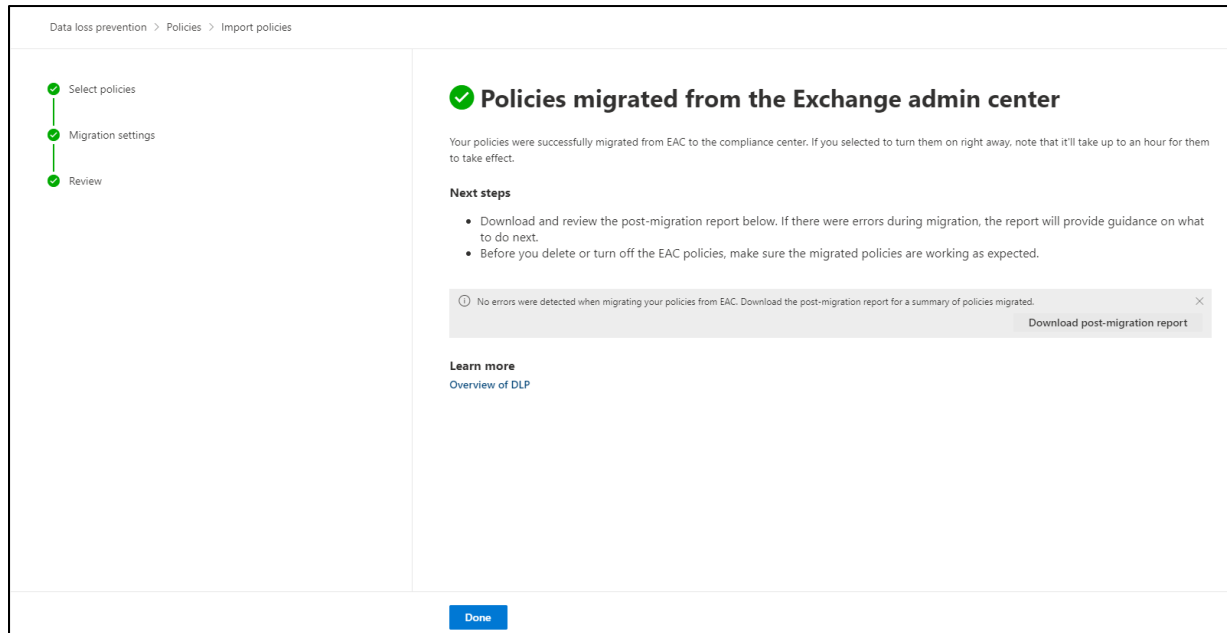 Data loss prevention > Policies > Import policies
Select policies
Migration settings
Review
Policies migrated from the Exchange admin center
Your policies were successfully migrated from EAC to the compliance center. If you selected to turn them on right away, note that it'll take up to an hour for them
to take effect.
Next steps
• Download and review the post-migration report below. If there were errors during migration, the report will provide guidance on what
to do next.
• Before you delete or turn off the EAC policies, make sure the migrated policies are working as expected.
No errors were detected when migrating your policies from EAC. Download the post-migration report for a summary of policies migrated.
Download post-migration report
Learn more
Overview of DLP
Done